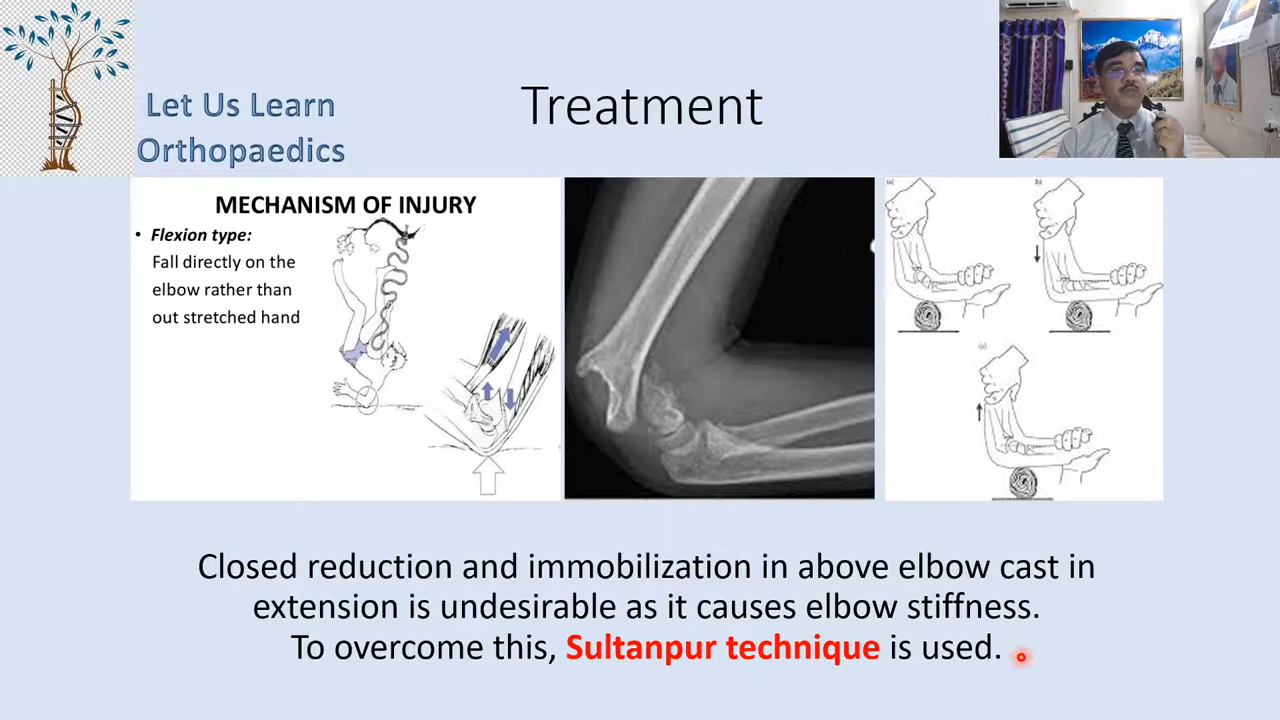 Let Us Learn
Orthopaedics
Treatment
MECHANISM OF INJURY
• Flexion type:
Fall directly on the
elbow rather than
out stretched hand
Closed reduction and immobilization in above elbow cast in
extension is undesirable as it causes elbow stiffness.
To overcome this, Sultanpur technique is used.